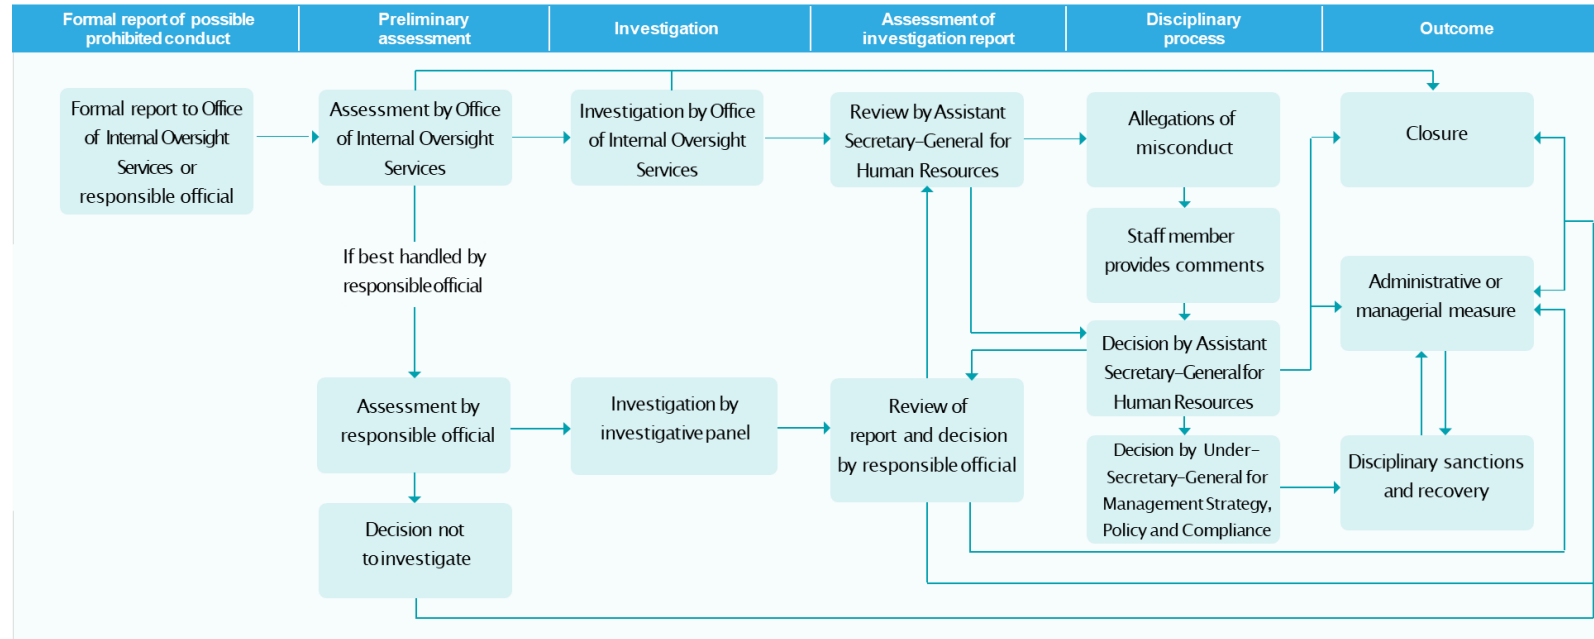 Formal report of possible
prohibited conduct
Preliminary
assessment
Investigation
Assessment of
investigation report
Disciplinary
process
Outcome
Formal report to Office
of Internal Oversight
Services or
responsible official
Assessment by Office
of Internal Oversight
Services
Investigation by Office
of Internal Oversight
Services
Review by Assistant
Secretary-General for
Human Resources
Allegations of
misconduct
Closure
Staff member
provides comments
If best handled by
responsible official
Administrative or
managerial measure
Decision by Assistant
Secretary-General for
Human Resources
Assessment by
responsible official
Investigation by
investigative panel
Review of
report and decision
by responsible official
Decision by Under-
Secretary-General for
Management Strategy,
Policy and Compliance
Disciplinary sanctions
and recovery
Decision not
to investigate